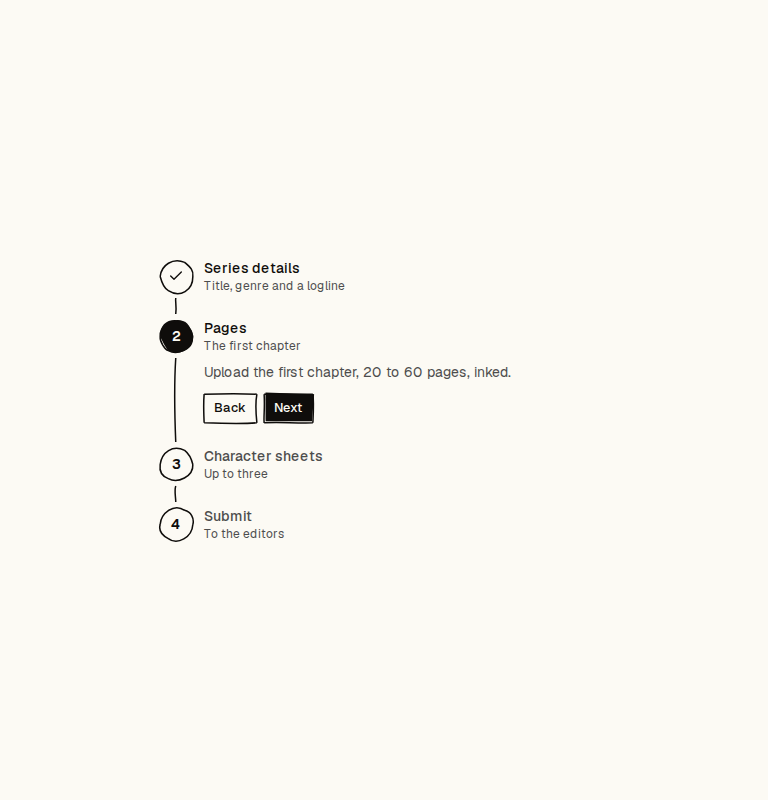 Series details
Title, genre and a logline
2
Pages
The first chapter
Upload the first chapter, 20 to 60 pages, inked.
Back
Next
3
Character sheets
Up to three
4
Submit
To the editors